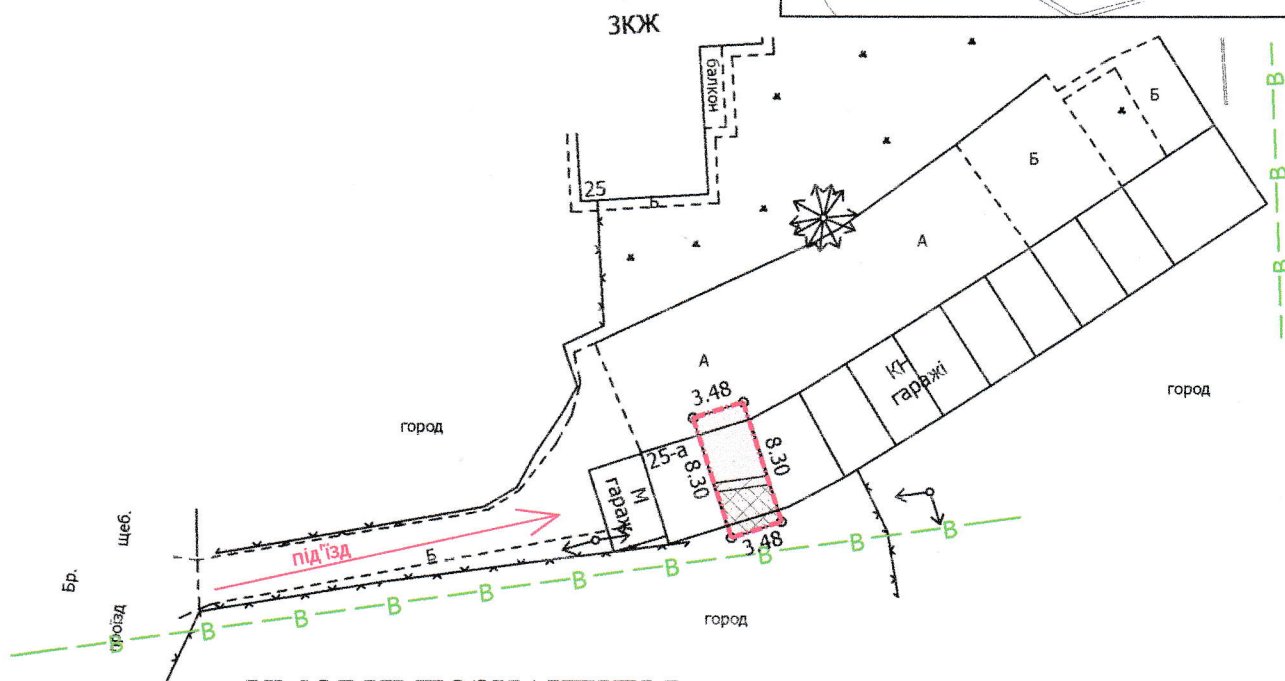 3КЖ
балкон
25
Б
Б
Б
А
А
КН
гаражі
город
город
3.48
8.30
8.30
3.48
25-а
М
гараж
під'їзд
Б
щеб.
Бр.
проїзд
город
В
В
В
В
В
В
В
В
В
В
В
В
В